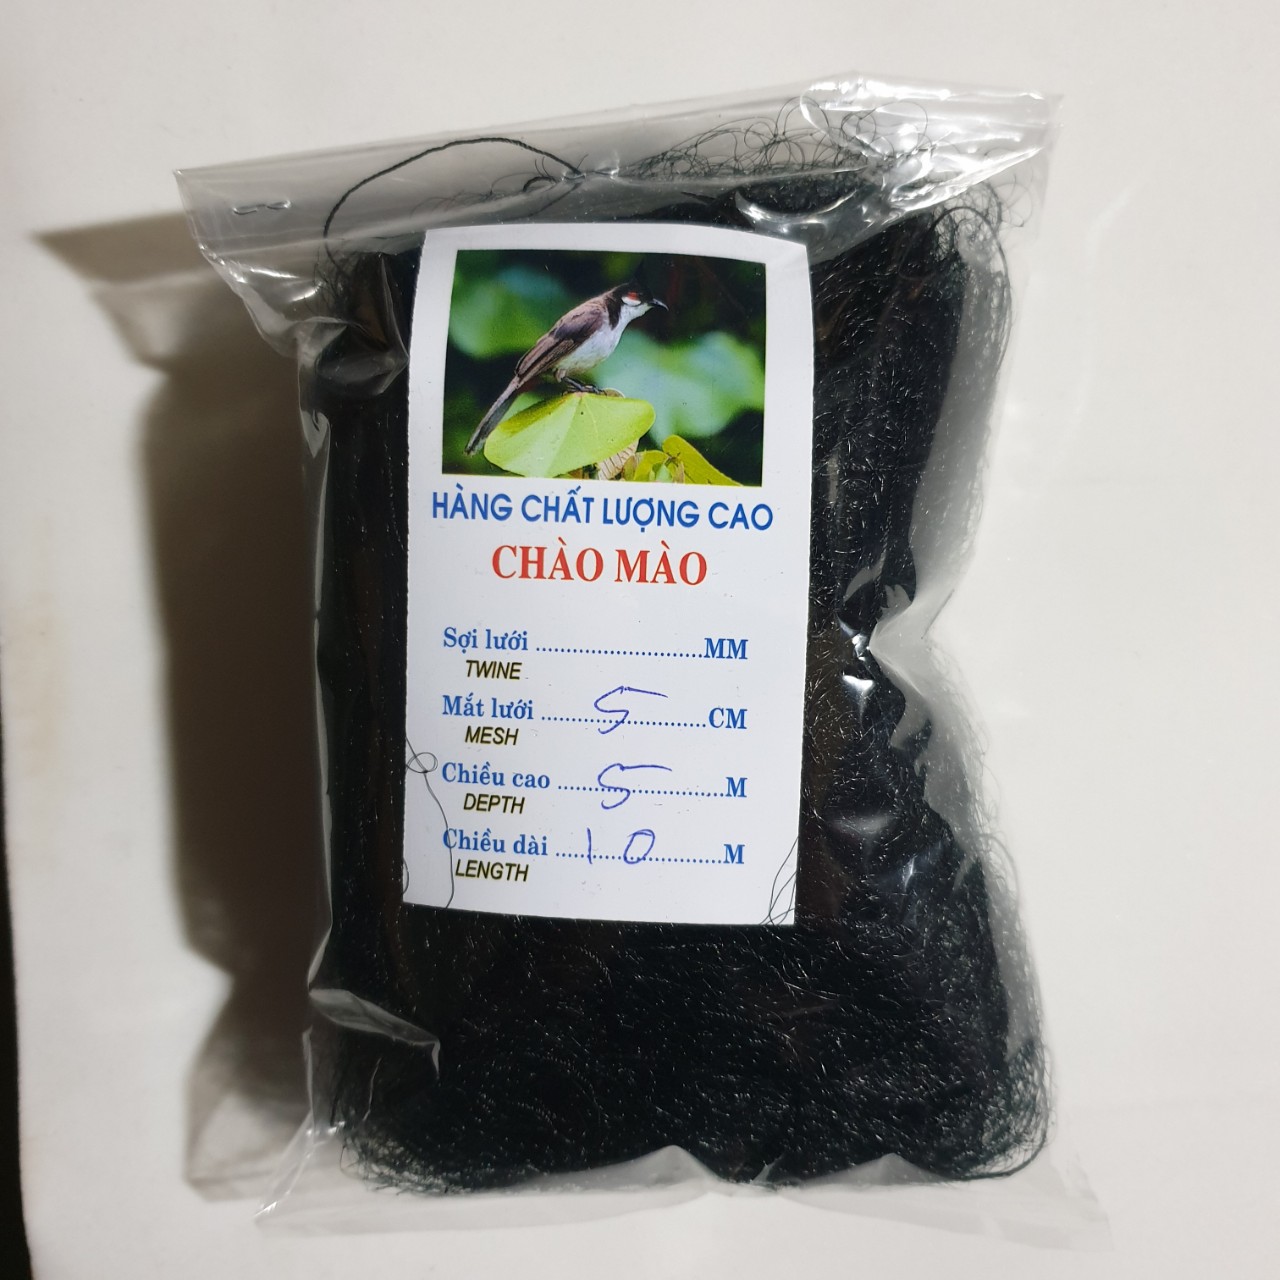 HÀNG CHẤT LƯỢNG CAO
CHÀO MÀO
Sợi lưới ............................MM
TWINE
Mắt lưới .........5..................CM
MESH
Chiều cao .......5....................M
DEPTH
Chiều dài .....10.....................M
LENGTH